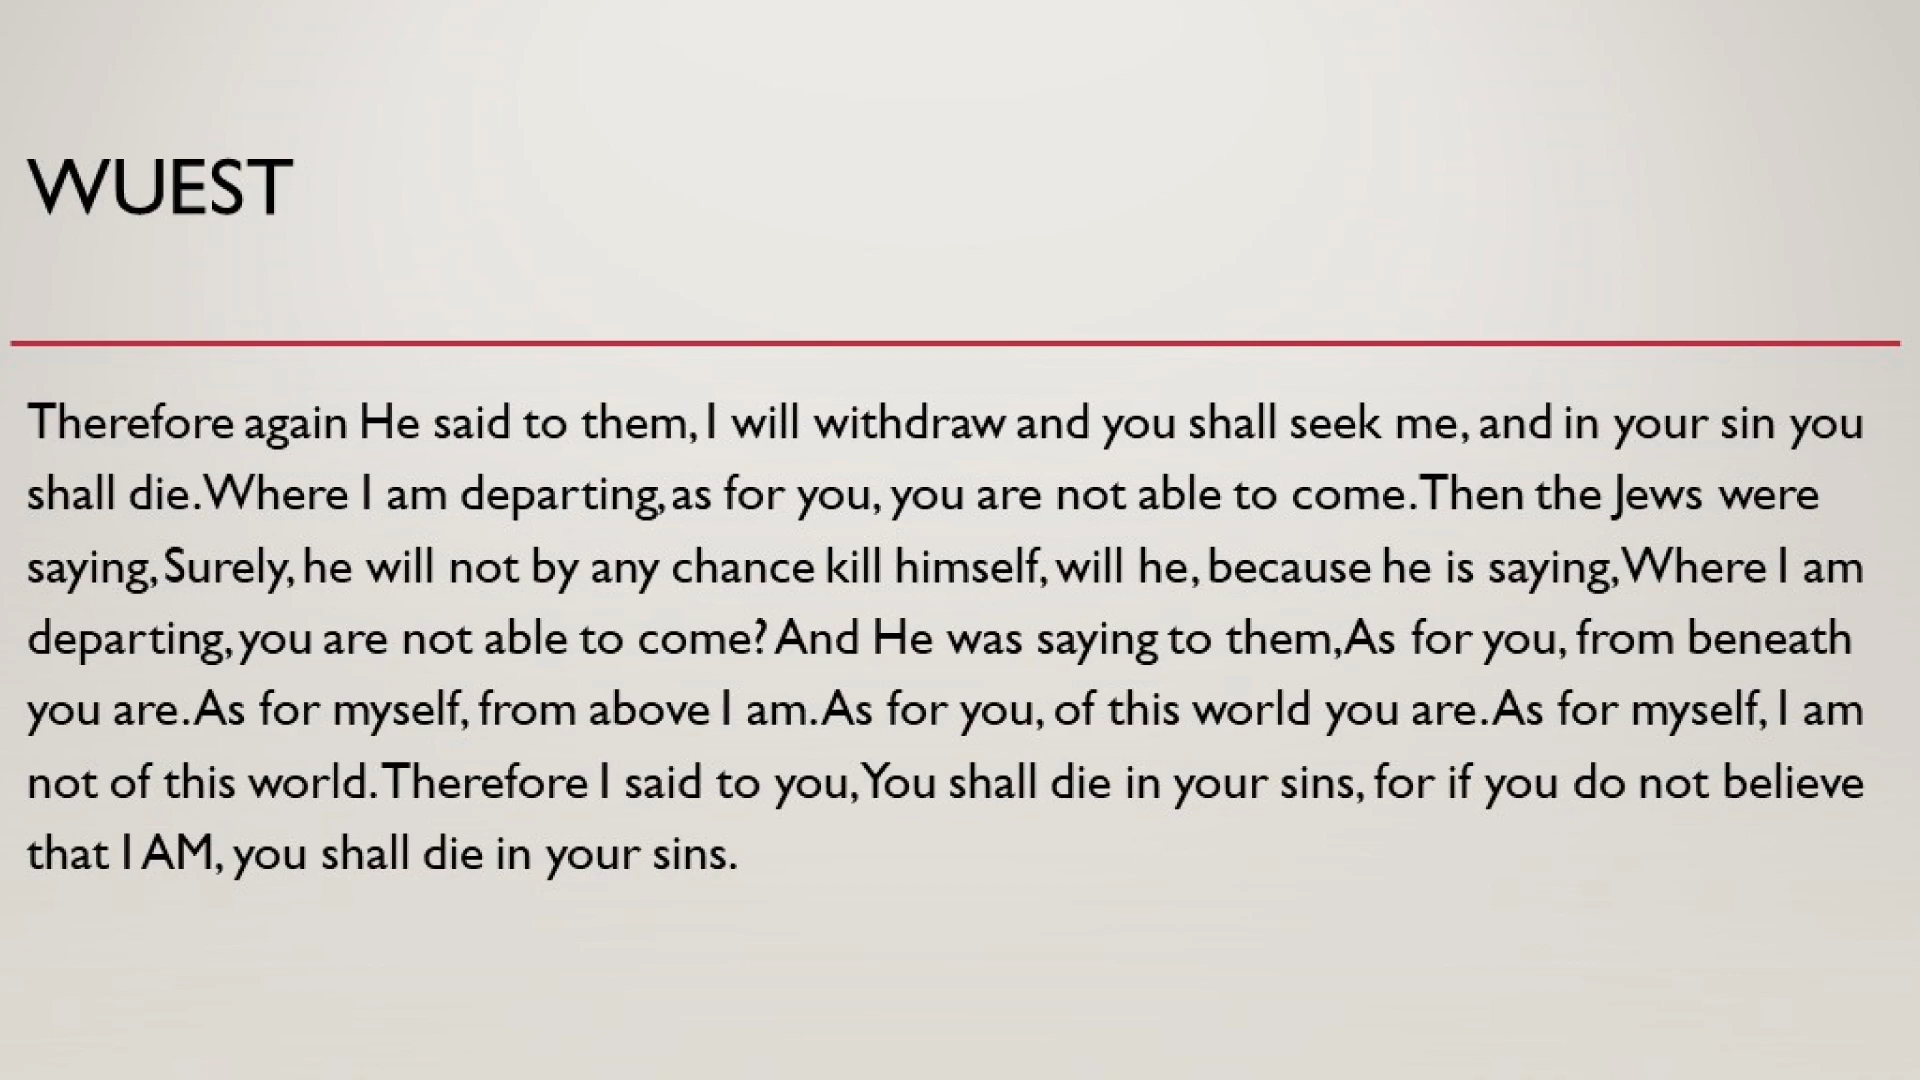 WUEST
Therefore again He said to them, I will withdraw and you shall seek me, and in your sin you
shall die. Where I am departing, as for you, you are not able to come. Then the Jews were
saying, Surely, he will not by any chance kill himself, will he, because he is saying, Where I am
departing, you are not able to come? And He was saying to them, As for you, from beneath
you are. As for myself, from above I am. As for you, of this world you are. As for myself, I am
not of this world. Therefore I said to you, You shall die in your sins, for if you do not believe
that I AM, you shall die in your sins.